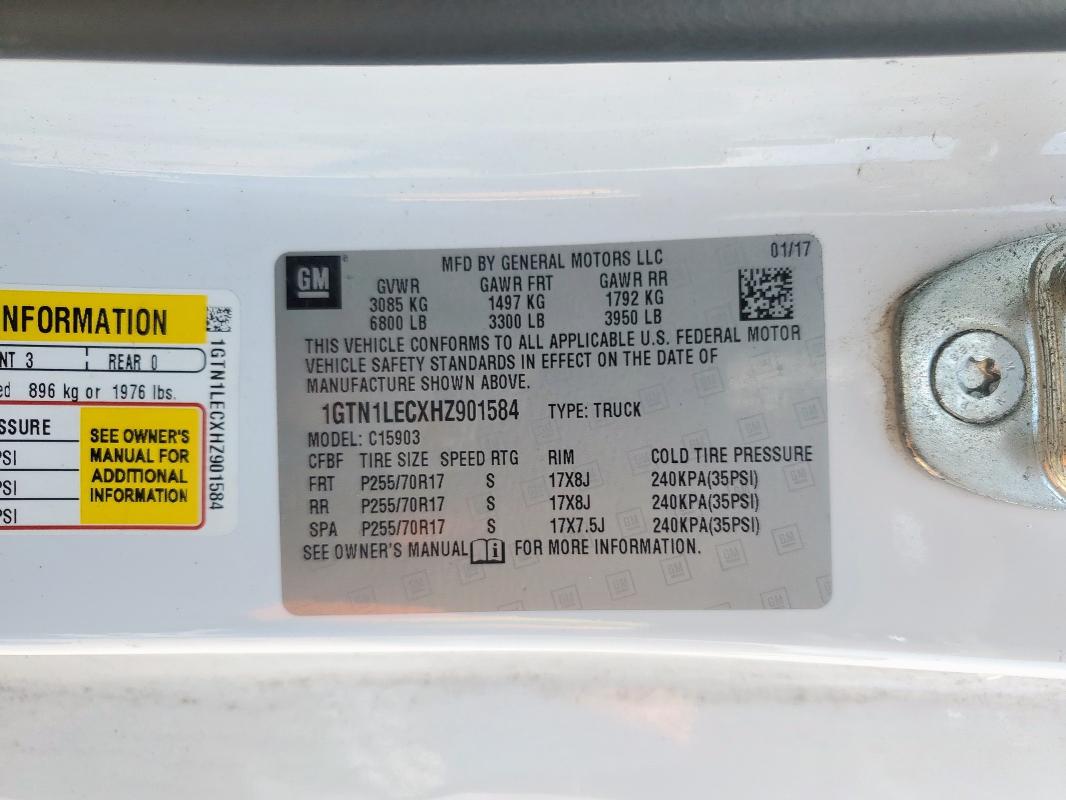 NFORMATION
NT 3 REAR 0
ed 896 kg or 1976 lbs.
SSURE
PSI
PSI
PSI
SEE OWNER'S
MANUAL FOR
ADDITIONAL
INFORMATION
1GTN1LECXHZ901584
GM
MFD BY GENERAL MOTORS LLC
01/17
GVWR GAWR FRT GAWR RR
3085 KG 1497 KG 1792 KG
6800 LB 3300 LB 3950 LB
THIS VEHICLE CONFORMS TO ALL APPLICABLE U.S. FEDERAL MOTOR
VEHICLE SAFETY STANDARDS IN EFFECT ON THE DATE OF
MANUFACTURE SHOWN ABOVE.
1GTN1LECXHZ901584 TYPE: TRUCK
MODEL: C15903
CFBF TIRE SIZE SPEED RTG RIM COLD TIRE PRESSURE
FRT P255/70R17 S 17X8J 240KPA(35PSI)
RR P255/70R17 S 17X8J 240KPA(35PSI)
SPA P255/70R17 S 17X7.5J 240KPA(35PSI)
SEE OWNER'S MANUAL i FOR MORE INFORMATION.